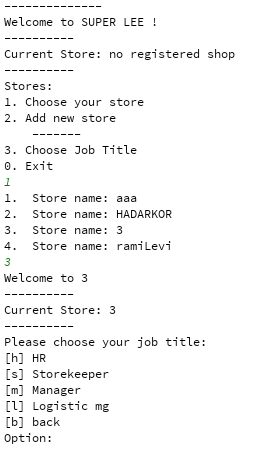 --------------
Welcome to SUPER LEE !
----------
Current Store: no registered shop
----------
Stores:
1. Choose your store
2. Add new store
    -------
3. Choose Job Title
0. Exit
1
1.  Store name: aaa
2.  Store name: HADARKOR
3.  Store name: 3
4.  Store name: ramiLevi
3
Welcome to 3
----------
Current Store: 3
----------
Please choose your job title:
[h] HR
[s] Storekeeper
[m] Manager
[l] Logistic mg
[b] back
Option: